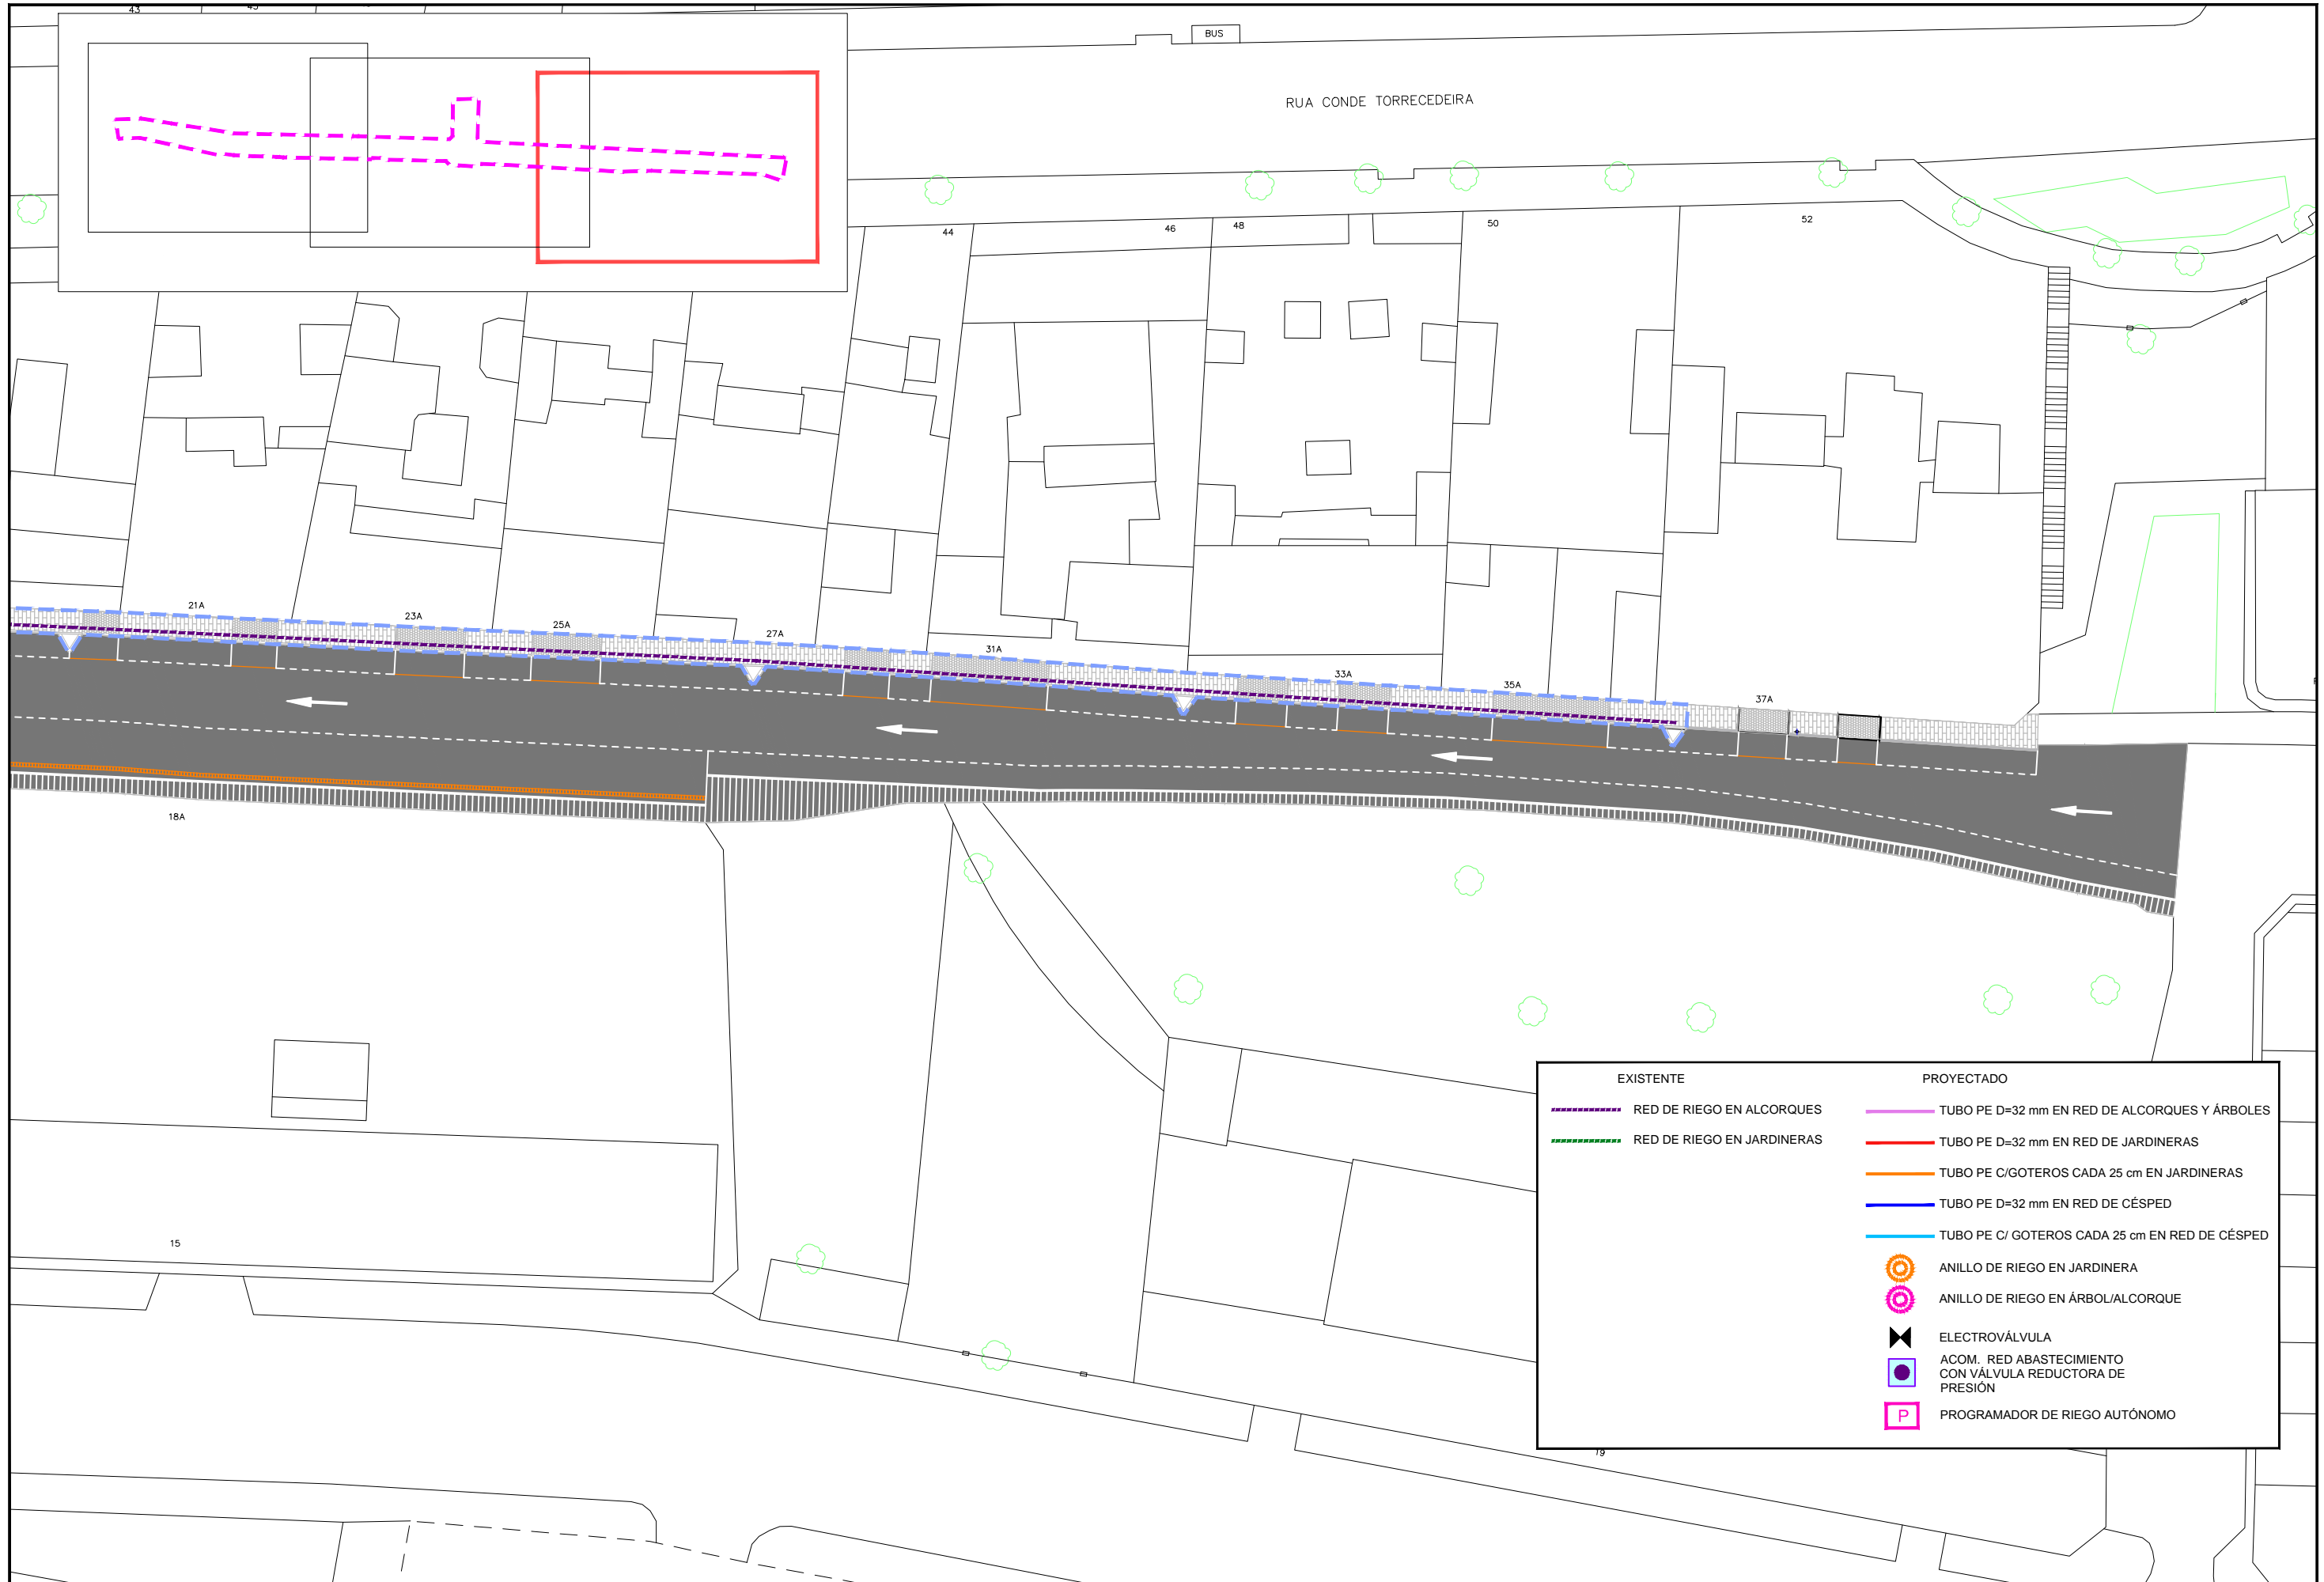 43
45
BUS
RUA CONDE TORRECEDEIRA
44
46
48
50
52
21A
23A
25A
27A
31A
33A
35A
37A
18A
15
19
EXISTENTE
RED DE RIEGO EN ALCORQUES
RED DE RIEGO EN JARDINERAS
PROYECTADO
TUBO PE D=32 mm EN RED DE ALCORQUES Y ÁRBOLES
TUBO PE D=32 mm EN RED DE JARDINERAS
TUBO PE C/GOTEROS CADA 25 cm EN JARDINERAS
TUBO PE D=32 mm EN RED DE CÉSPED
TUBO PE C/ GOTEROS CADA 25 cm EN RED DE CÉSPED
ANILLO DE RIEGO EN JARDINERA
ANILLO DE RIEGO EN ÁRBOL/ALCORQUE
ELECTROVÁLVULA
ACOM. RED ABASTECIMIENTO
CON VÁLVULA REDUCTORA DE
PRESIÓN
P PROGRAMADOR DE RIEGO AUTÓNOMO